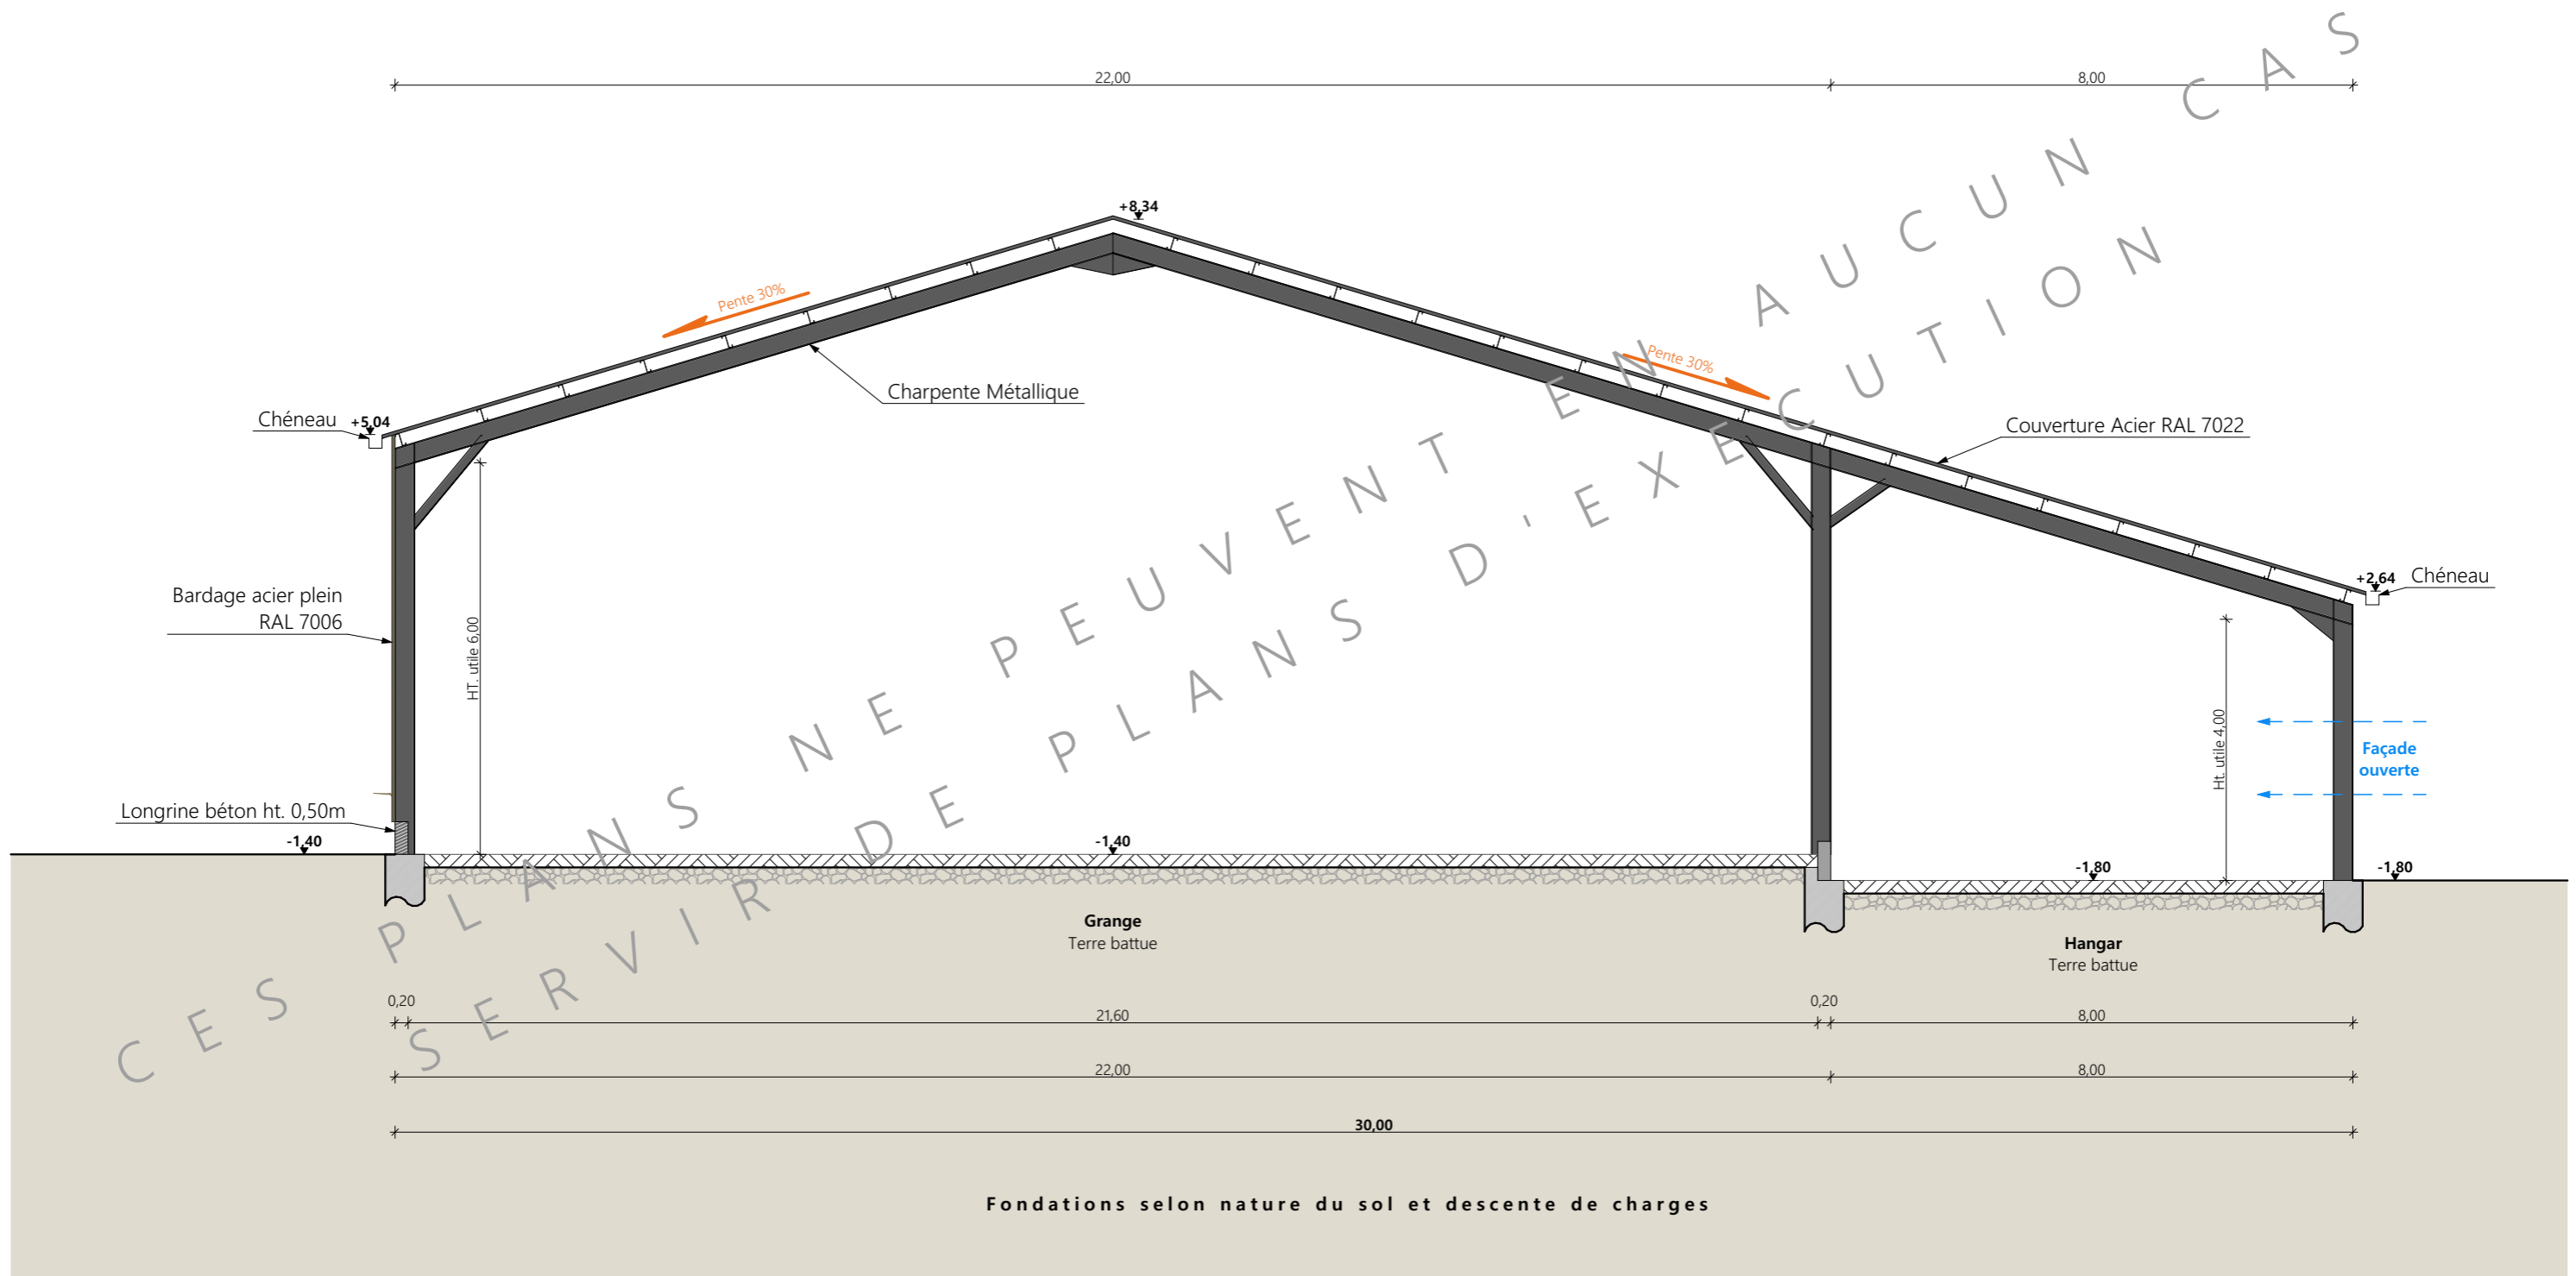 22,00
8,00
+8,34
Pente 30%
Pente 30%
Charpente Métallique
Chéneau
+5,04
Couverture Acier RAL 7022
+2,64
Chéneau
Bardage acier plein
RAL 7006
HT. utile 6,00
Ht. utile 4,00
Façade
ouverte
Longrine béton ht. 0,50m
-1,40
-1,40
-1,80
-1,80
Grange
Terre battue
Hangar
Terre battue
0,20
21,60
0,20
8,00
22,00
8,00
30,00
Fondations selon nature du sol et descente de charges
CES PLANS NE PEUVENT EN AUCUN CAS
SERVIR DE PLANS D'EXECUTION